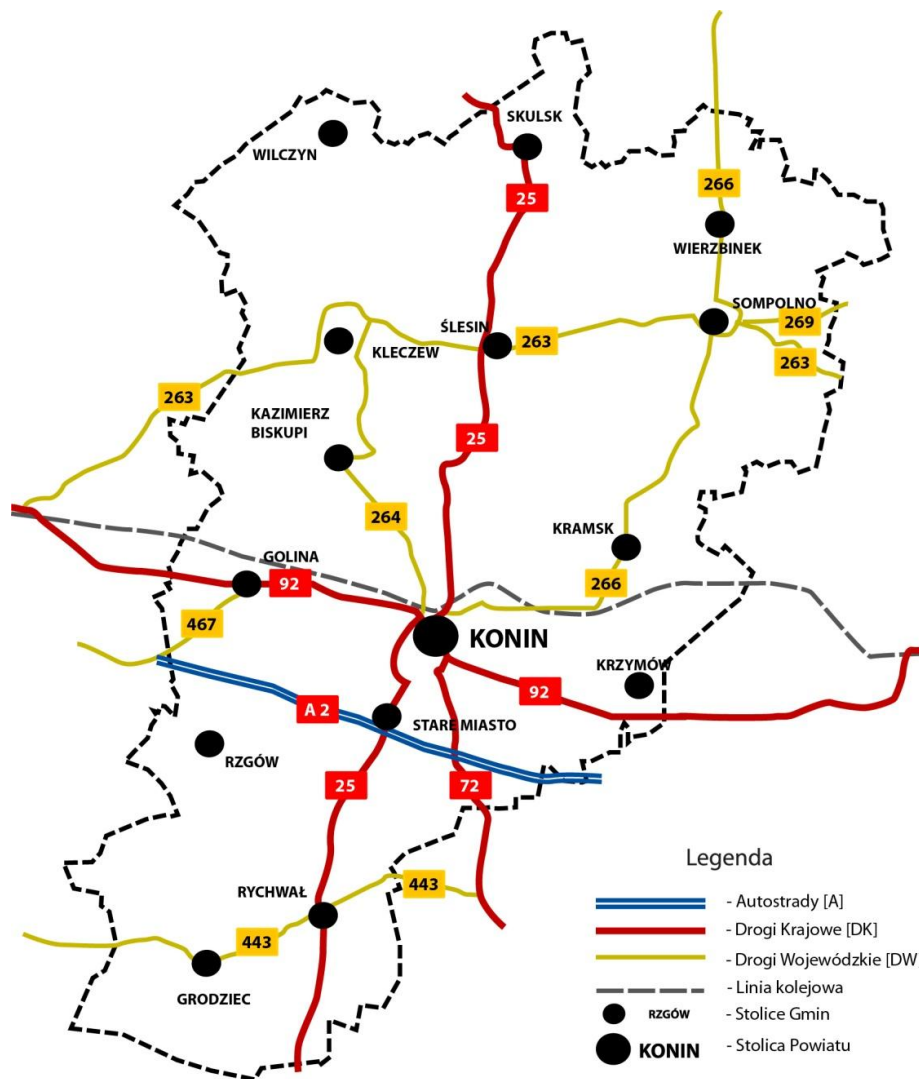 SKULSK
WILCZYN
266
25
WIERZBINEK
SOMPOLNO
269
ŚLESIN
263
KLECZEW
263
263
KAZIMIERZ
BISKUPI
25
264
KRAMSK
GOLINA
92
266
467
KONIN
KRZYMÓW
92
A 2
STARE MIASTO
RZGÓW
25
72
Legenda
RYCHWAŁ
443
- Autostrady [A]
- Drogi Krajowe [DK]
443
- Drogi Wojewódzkie [DW
- Linia kolejowa
GRODZIEC
RZGÓW - Stolice Gmin
KONIN - Stolica Powiatu